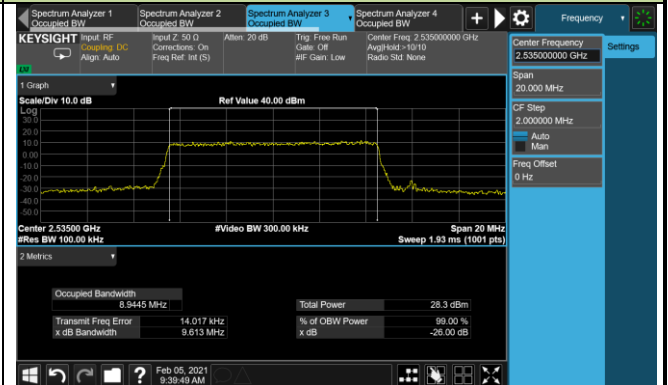 Spectrum Analyzer 1
Occupied BW
Spectrum Analyzer 2
Occupied BW
Spectrum Analyzer 3
Occupied BW
Spectrum Analyzer 4
Occupied BW
+
Frequency
KEYSIGHT
Input: RF
Coupling: DC
Align: Auto
Input Z: 50 Ω
Corrections: On
Freq Ref: Int (S)
Atten: 20 dB
Trig: Free Run
Gate: Off
#IF Gain: Low
Center Freq: 2.535000000 GHz
Avg|Hold:>10/10
Radio Std: None
Center Frequency
2.535000000 GHz
Settings
Span
20.000 MHz
CF Step
2.000000 MHz
Auto
Man
Freq Offset
0 Hz
1 Graph
Scale/Div 10.0 dB
Ref Value 40.00 dBm
Log
30.0
20.0
10.0
0.00
-10.0
-20.0
-30.0
-40.0
-50.0
Center 2.53500 GHz
#Video BW 300.00 kHz
Span 20 MHz
#Res BW 100.00 kHz
Sweep 1.93 ms (1001 pts)
2 Metrics
Occupied Bandwidth
8.9445 MHz
Total Power 28.3 dBm
Transmit Freq Error 14.017 kHz
% of OBW Power 99.00 %
x dB Bandwidth 9.613 MHz
x dB -26.00 dB
?
Feb 05, 2021
9:39:49 AM